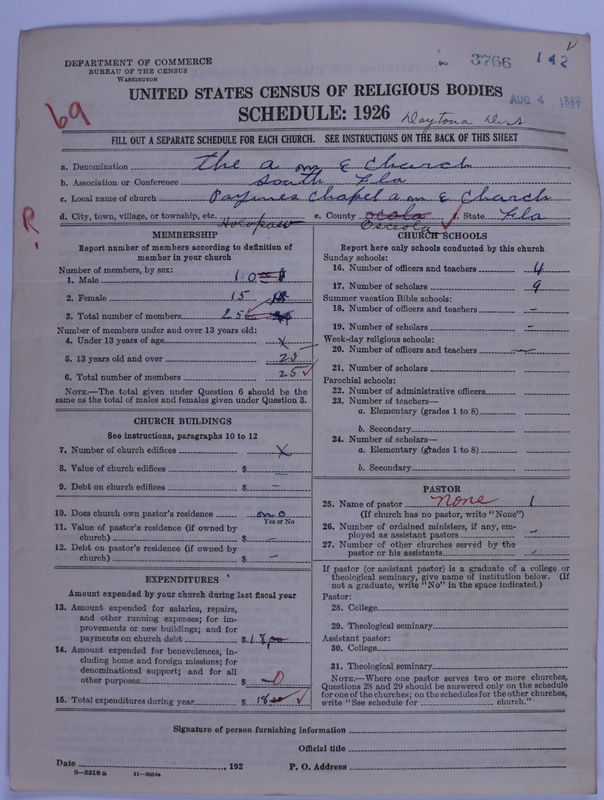 DEPARTMENT OF COMMERCE
BUREAU OF THE CENSUS
WASHINGTON
3766 142
UNITED STATES CENSUS OF RELIGIOUS BODIES
AUG 4
SCHEDULE: 1926 Daytona Dist
69
FILL OUT A SEPARATE SCHEDULE FOR EACH CHURCH. SEE INSTRUCTIONS ON THE BACK OF THIS SHEET
a. Denomination The a m E Church
b. Association or Conference South Fla
c. Local name of church Paynes Chapel a m E Church
d. City, town, village, or township, etc. Holopaw e. County ocola Osceola f. State Fla
R.
MEMBERSHIP
Report number of members according to definition of
member in your church
Number of members, by sex:
1. Male 10
2. Female 15
3. Total number of members 25
Number of members under and over 13 years old:
4. Under 13 years of age X
5. 13 years old and over 25
6. Total number of members 25
NOTE.—The total given under Question 6 should be
the same as the total of males and females given under Question 3.
CHURCH BUILDINGS
See instructions, paragraphs 10 to 12
7. Number of church edifices X
8. Value of church edifices $ –
9. Debt on church edifices $ –
10. Does church own pastor's residence no
Yes or No
11. Value of pastor's residence (if owned by
church) $ –
12. Debt on pastor's residence (if owned by
church) $ –
EXPENDITURES
Amount expended by your church during last fiscal year
13. Amount expended for salaries, repairs,
and other running expenses; for im-
provements or new buildings; and for
payments on church debt $ 18
14. Amount expended for benevolences, in-
cluding home and foreign missions; for
denominational support; and for all
other purposes $ 0
15. Total expenditures during year $ 18
CHURCH SCHOOLS
Report here only schools conducted by this church
Sunday schools:
16. Number of officers and teachers 4
17. Number of scholars 9
Summer vacation Bible schools:
18. Number of officers and teachers –
19. Number of scholars –
Week-day religious schools:
20. Number of officers and teachers –
21. Number of scholars
Parochial schools:
22. Number of administrative officers
23. Number of teachers—
a. Elementary (grades 1 to 8)
b. Secondary
24. Number of scholars—
a. Elementary (grades 1 to 8)
b. Secondary
PASTOR
25. Name of pastor None 1
(If church has no pastor, write "None")
26. Number of ordained ministers, if any, em-
ployed as assistant pastors –
27. Number of other churches served by the
pastor or his assistants –
If pastor (or assistant pastor) is a graduate of a college or
theological seminary, give name of institution below. (If
not a graduate, write "No" in the space indicated.)
Pastor:
28. College
29. Theological seminary
Assistant pastor:
30. College
31. Theological seminary
NOTE.—Where one pastor serves two or more churches,
Questions 28 and 29 should be answered only on the schedule
for one of the churches; on the schedules for the other churches,
write "See schedule for church."
Signature of person furnishing information
Official title
Date , 192 P. O. Address
8—5518a 11—9554a